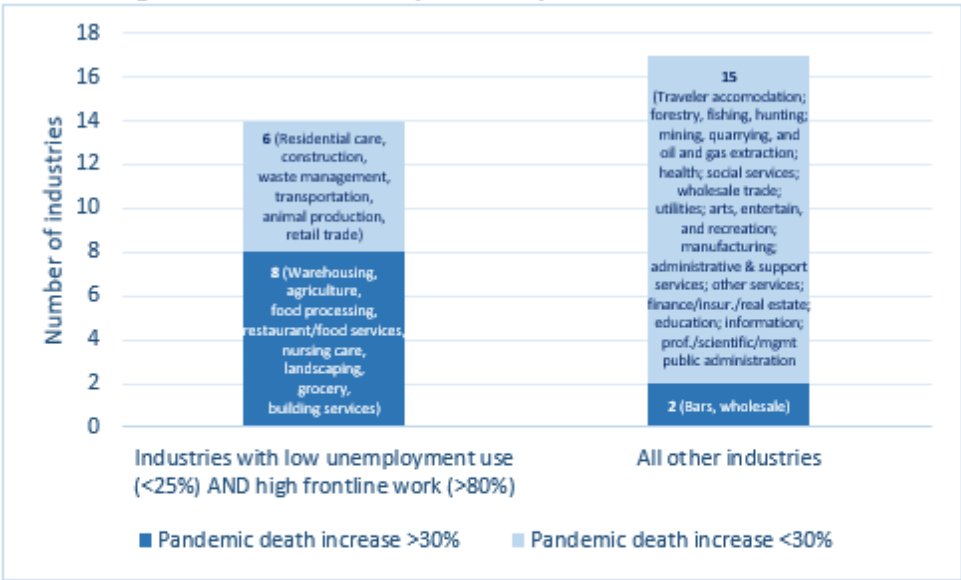 18
16
14
12
10
8
6
4
2
0
Number of industries
6 (Residential care,
construction,
waste management,
transportation,
animal production,
retail trade)
8 (Warehousing,
agriculture,
food processing,
restaurant/food services,
nursing care,
landscaping,
grocery,
building services)
15
(Traveler accomodation;
forestry, fishing, hunting;
mining, quarrying, and
oil and gas extraction;
health; social services;
wholesale trade;
utilities; arts, entertain,
and recreation;
manufacturing;
administrative & support
services; other services;
finance/insur./real estate;
education; information;
prof./scientific/mgmt
public administration
2 (Bars, wholesale)
Industries with low unemployment use
(<25%) AND high frontline work (>80%)
All other industries
Pandemic death increase >30%
Pandemic death increase <30%